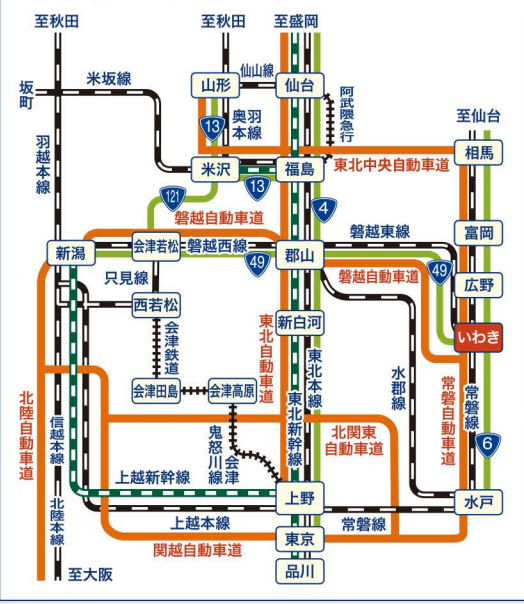 至秋田
至秋田
至盛岡
坂町
米坂線
山形
仙山線
仙台
阿武隈急行
至仙台
13
奥羽本線
羽越本線
米沢
福島
13
東北中央自動車道
相馬
121
4
磐越自動車道
新潟
会津若松
磐越西線
49
郡山
磐越東線
富岡
磐越自動車道
49
広野
只見線
西若松
新白河
いわき
会津鉄道
東北自動車道
東北本線
水郡線
会津田島
会津高原
常磐自動車道
常磐線
北陸自動車道
信越本線
鬼怒川線
会津
東北新幹線
北関東
自動車道
6
上越新幹線
上野
水戸
北陸本線
上越本線
常磐線
関越自動車道
東京
至大阪
品川